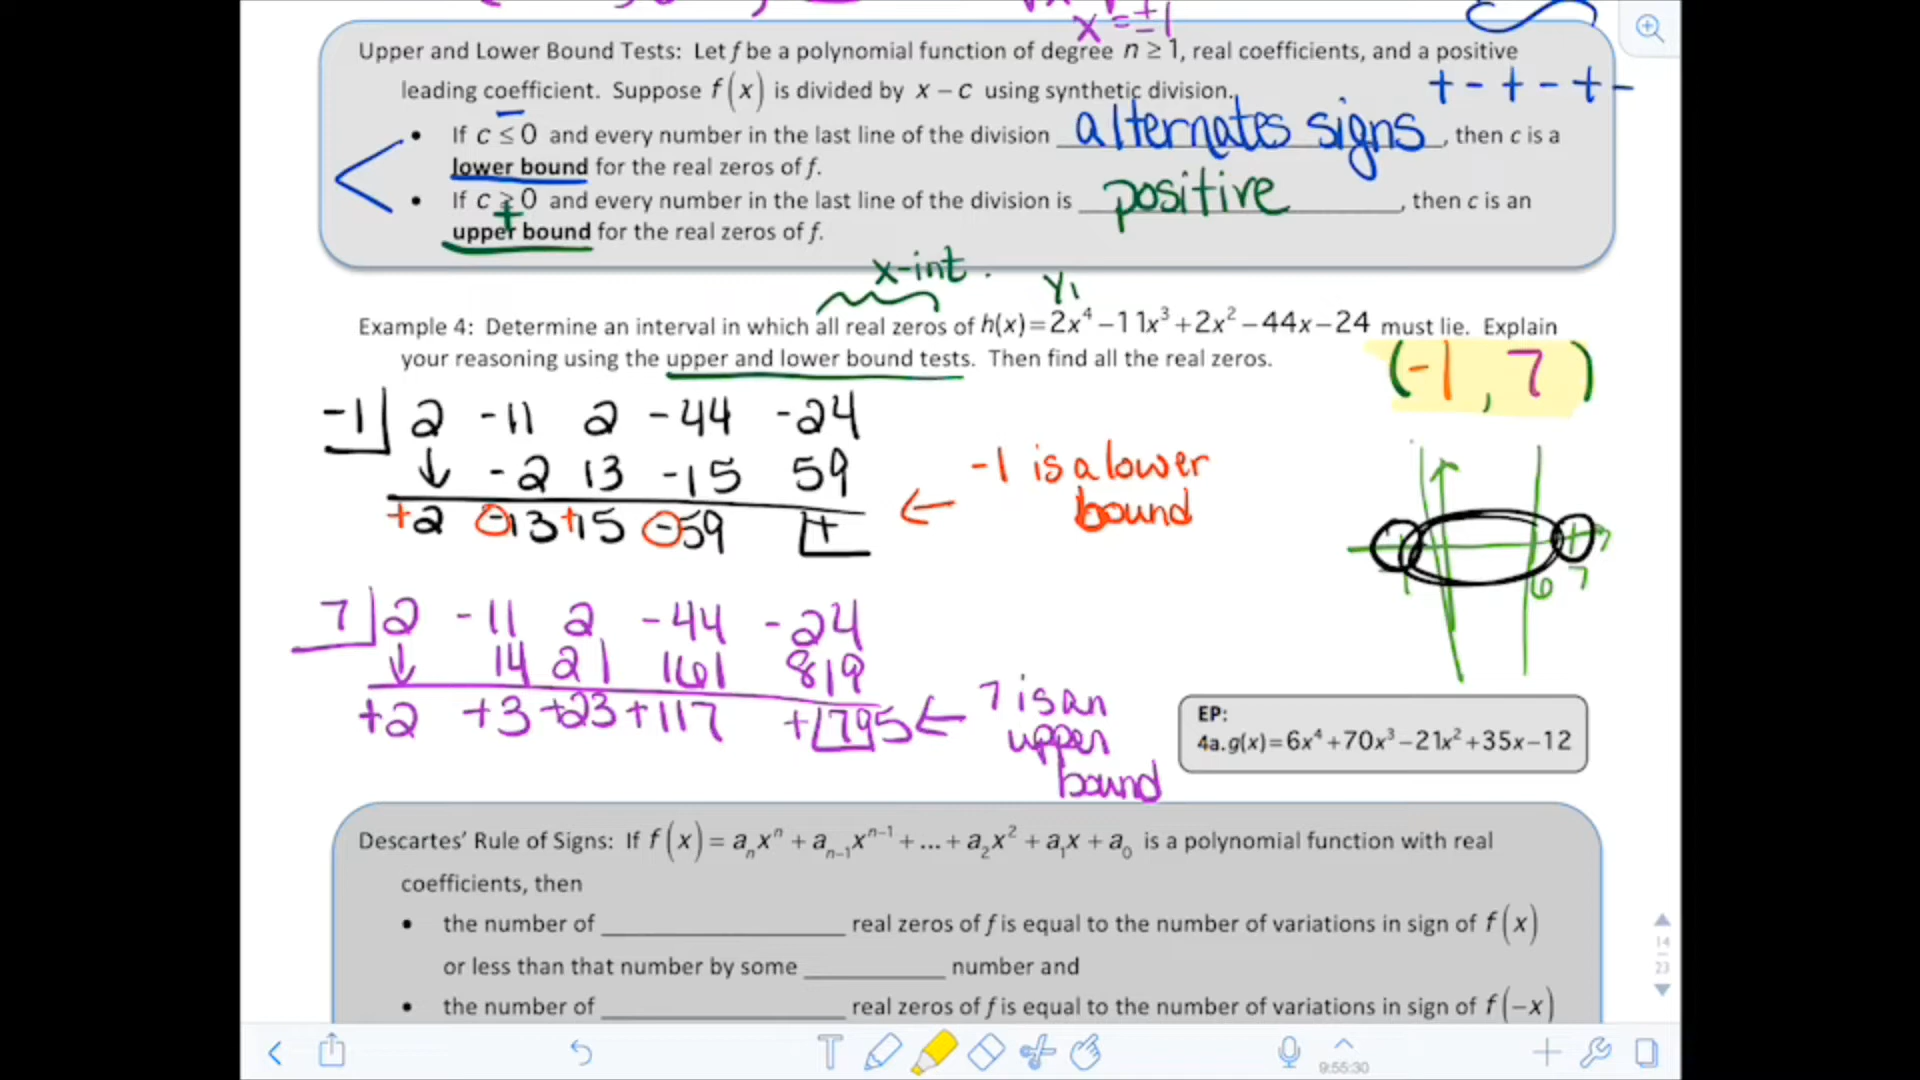 x = ±1
Upper and Lower Bound Tests: Let f be a polynomial function of degree n ≥ 1, real coefficients, and a positive
leading coefficient. Suppose f(x) is divided by x − c using synthetic division.
+ - + - + -
• If c ≤ 0 and every number in the last line of the division alternates signs, then c is a
lower bound for the real zeros of f.
• If c ≥ 0 and every number in the last line of the division is positive, then c is an
+
upper bound for the real zeros of f.
x-int.
y₁
Example 4: Determine an interval in which all real zeros of h(x)=2x⁴−11x³+2x²−44x−24 must lie. Explain
your reasoning using the upper and lower bound tests. Then find all the real zeros.
(-1, 7)
-1 2 -11 2 -44 -24
↓ -2 13 -15 59
+2 -13 +15 -59 +
← -1 is a lower
bound
6 7
7 2 -11 2 -44 -24
↓ 14 21 161 819
+2 +3 +23 +117 +795
← 7 is an
upper
bound
EP:
4a. g(x)=6x⁴+70x³−21x²+35x−12
Descartes' Rule of Signs: If f(x) = aₙxⁿ + aₙ₋₁xⁿ⁻¹ + ... + a₂x² + a₁x + a₀ is a polynomial function with real
coefficients, then
• the number of ____________ real zeros of f is equal to the number of variations in sign of f(x)
or less than that number by some ________ number and
• the number of ____________ real zeros of f is equal to the number of variations in sign of f(−x)
14
23
T
9:55:30